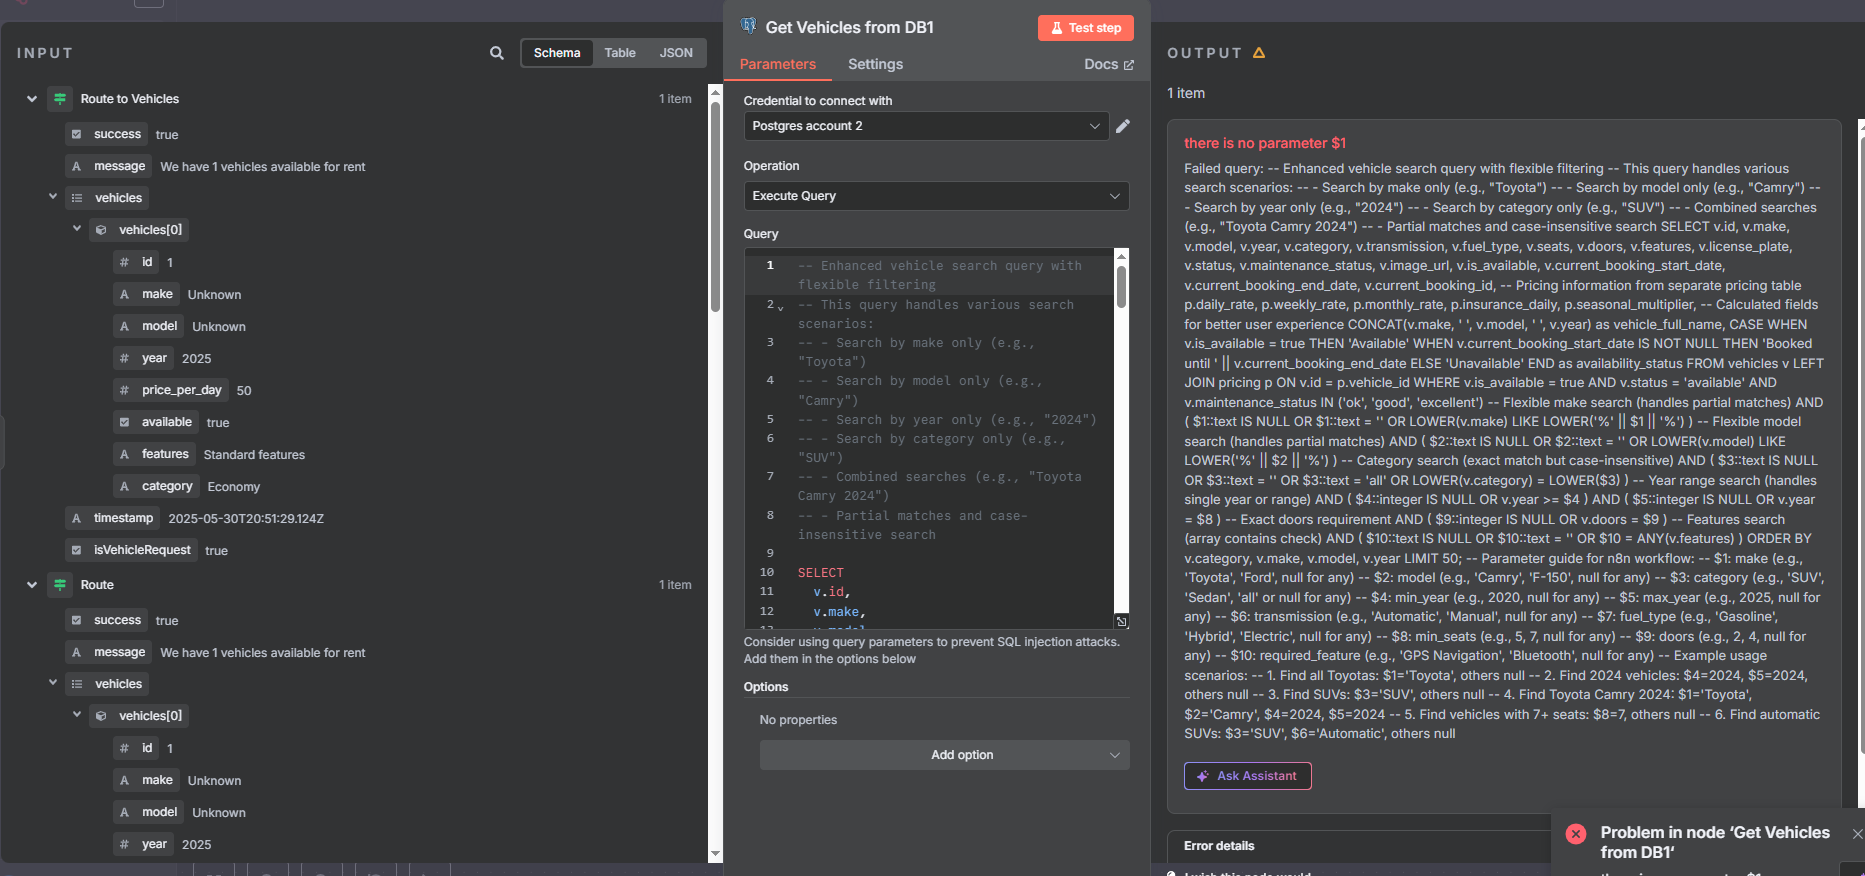 INPUT
Schema
Table
JSON
Route to Vehicles
1 item
success true
A message We have 1 vehicles available for rent
vehicles
vehicles[0]
# id 1
A make Unknown
A model Unknown
# year 2025
# price_per_day 50
available true
A features Standard features
A category Economy
A timestamp 2025-05-30T20:51:29.124Z
isVehicleRequest true
Route
1 item
success true
A message We have 1 vehicles available for rent
vehicles
vehicles[0]
# id 1
A make Unknown
A model Unknown
# year 2025
Get Vehicles from DB1
Test step
Parameters
Settings
Docs
Credential to connect with
Postgres account 2
Operation
Execute Query
Query
1 -- Enhanced vehicle search query with
flexible filtering
2 -- This query handles various search
scenarios:
3 -- - Search by make only (e.g.,
"Toyota")
4 -- - Search by model only (e.g.,
"Camry")
5 -- - Search by year only (e.g., "2024")
6 -- - Search by category only (e.g.,
"SUV")
7 -- - Combined searches (e.g., "Toyota
Camry 2024")
8 -- - Partial matches and case-
insensitive search
9
10 SELECT
11 v.id,
12 v.make,
13 v.model
Consider using query parameters to prevent SQL injection attacks.
Add them in the options below
Options
No properties
Add option
OUTPUT
1 item
there is no parameter $1
Failed query: -- Enhanced vehicle search query with flexible filtering -- This query handles various
search scenarios: -- - Search by make only (e.g., "Toyota") -- - Search by model only (e.g., "Camry") --
- Search by year only (e.g., "2024") -- - Search by category only (e.g., "SUV") -- - Combined searches
(e.g., "Toyota Camry 2024") -- - Partial matches and case-insensitive search SELECT v.id, v.make,
v.model, v.year, v.category, v.transmission, v.fuel_type, v.seats, v.doors, v.features, v.license_plate,
v.status, v.maintenance_status, v.image_url, v.is_available, v.current_booking_start_date,
v.current_booking_end_date, v.current_booking_id, -- Pricing information from separate pricing table
p.daily_rate, p.weekly_rate, p.monthly_rate, p.insurance_daily, p.seasonal_multiplier, -- Calculated fields
for better user experience CONCAT(v.make, ' ', v.model, ' ', v.year) as vehicle_full_name, CASE WHEN
v.is_available = true THEN 'Available' WHEN v.current_booking_start_date IS NOT NULL THEN 'Booked
until ' || v.current_booking_end_date ELSE 'Unavailable' END as availability_status FROM vehicles v LEFT
JOIN pricing p ON v.id = p.vehicle_id WHERE v.is_available = true AND v.status = 'available' AND
v.maintenance_status IN ('ok', 'good', 'excellent') -- Flexible make search (handles partial matches) AND
( $1::text IS NULL OR $1::text = '' OR LOWER(v.make) LIKE LOWER('%' || $1 || '%') ) -- Flexible model
search (handles partial matches) AND ( $2::text IS NULL OR $2::text = '' OR LOWER(v.model) LIKE
LOWER('%' || $2 || '%') ) -- Category search (exact match but case-insensitive) AND ( $3::text IS NULL
OR $3::text = '' OR $3::text = 'all' OR LOWER(v.category) = LOWER($3) ) -- Year range search (handles
single year or range) AND ( $4::integer IS NULL OR v.year >= $4 ) AND ( $5::integer IS NULL OR v.year
= $8 ) -- Exact doors requirement AND ( $9::integer IS NULL OR v.doors = $9 ) -- Features search
(array contains check) AND ( $10::text IS NULL OR $10::text = '' OR $10 = ANY(v.features) ) ORDER BY
v.category, v.make, v.model, v.year LIMIT 50; -- Parameter guide for n8n workflow: -- $1: make (e.g.,
'Toyota', 'Ford', null for any) -- $2: model (e.g., 'Camry', 'F-150', null for any) -- $3: category (e.g., 'SUV',
'Sedan', 'all' or null for any) -- $4: min_year (e.g., 2020, null for any) -- $5: max_year (e.g., 2025, null for
any) -- $6: transmission (e.g., 'Automatic', 'Manual', null for any) -- $7: fuel_type (e.g., 'Gasoline',
'Hybrid', 'Electric', null for any) -- $8: min_seats (e.g., 5, 7, null for any) -- $9: doors (e.g., 2, 4, null for
any) -- $10: required_feature (e.g., 'GPS Navigation', 'Bluetooth', null for any) -- Example usage
scenarios: -- 1. Find all Toyotas: $1='Toyota', others null -- 2. Find 2024 vehicles: $4=2024, $5=2024,
others null -- 3. Find SUVs: $3='SUV', others null -- 4. Find Toyota Camry 2024: $1='Toyota',
$2='Camry', $4=2024, $5=2024 -- 5. Find vehicles with 7+ seats: $8=7, others null -- 6. Find automatic
SUVs: $3='SUV', $6='Automatic', others null
Ask Assistant
Error details
Problem in node ‘Get Vehicles
from DB1‘